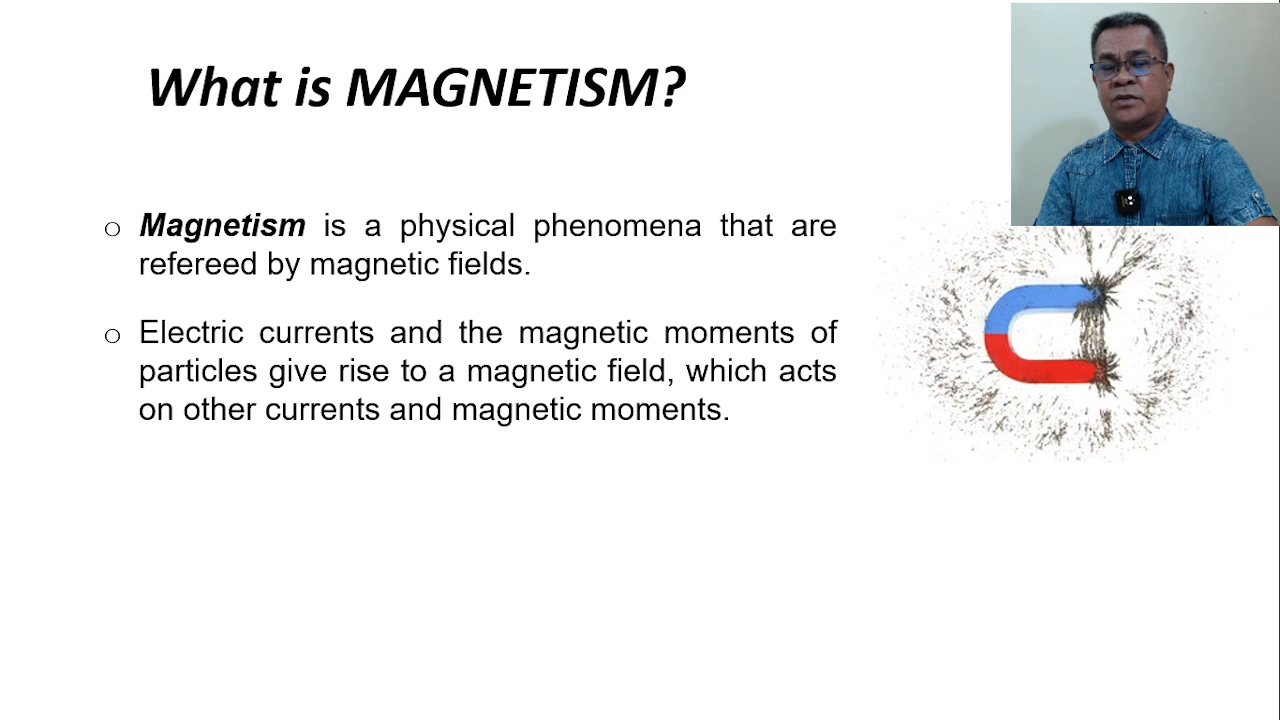 What is MAGNETISM?
o Magnetism is a physical phenomena that are
refereed by magnetic fields.
o Electric currents and the magnetic moments of
particles give rise to a magnetic field, which acts
on other currents and magnetic moments.